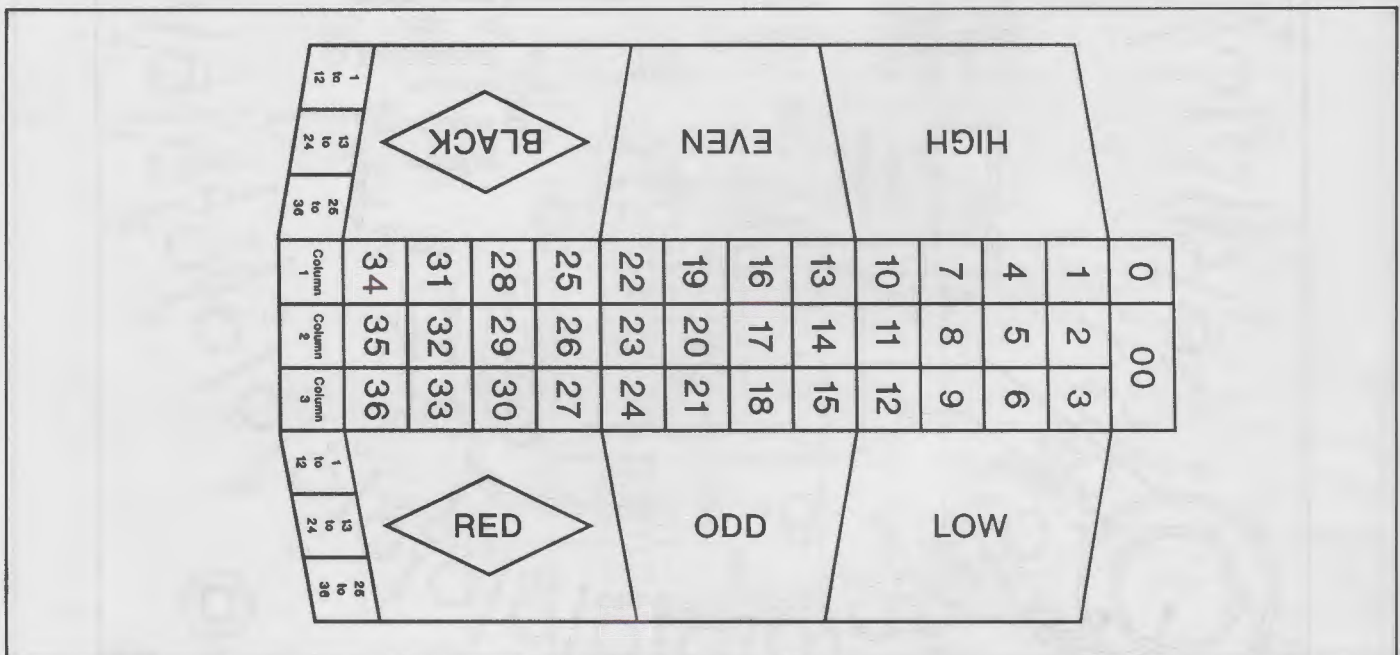 1 to 12
13 to 24
25 to 36
BLACK
EVEN
HIGH
Column 1
34 31 28 25 22 19 16 13 10 7 4 1 0
Column 2
35 32 29 26 23 20 17 14 11 8 5 2 00
Column 3
36 33 30 27 24 21 18 15 12 9 6 3
1 to 12
13 to 24
25 to 36
RED
ODD
LOW